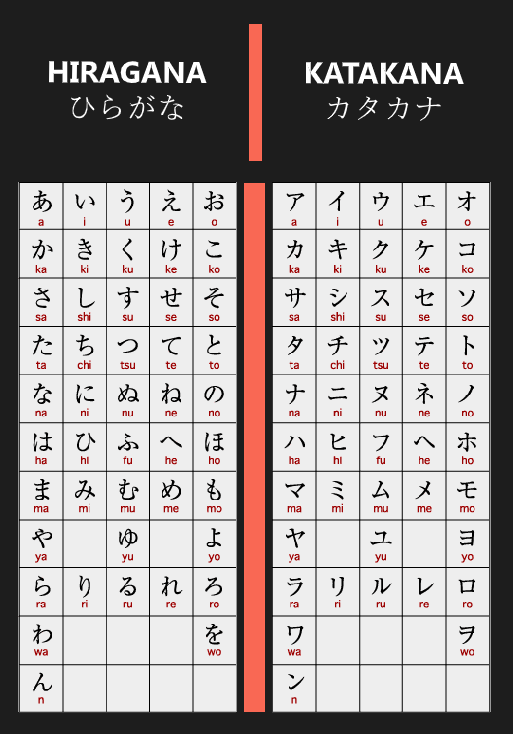 HIRAGANA
ひらがな
KATAKANA
カタカナ
あ い う え お
a i u e o
か き く け こ
ka ki ku ke ko
さ し す せ そ
sa shi su se so
た ち つ て と
ta chi tsu te to
な に ぬ ね の
na ni nu ne no
は ひ ふ へ ほ
ha hi fu he ho
ま み む め も
ma mi mu me mo
や ゆ よ
ya yu yo
ら り る れ ろ
ra ri ru re ro
わ を
wa wo
ん
n
ア イ ウ エ オ
a i u e o
カ キ ク ケ コ
ka ki ku ke ko
サ シ ス セ ソ
sa shi su se so
タ チ ツ テ ト
ta chi tsu te to
ナ ニ ヌ ネ ノ
na ni nu ne no
ハ ヒ フ ヘ ホ
ha hi fu he ho
マ ミ ム メ モ
ma mi mu me mo
ヤ ユ ヨ
ya yu yo
ラ リ ル レ ロ
ra ri ru re ro
ワ ヲ
wa wo
ン
n